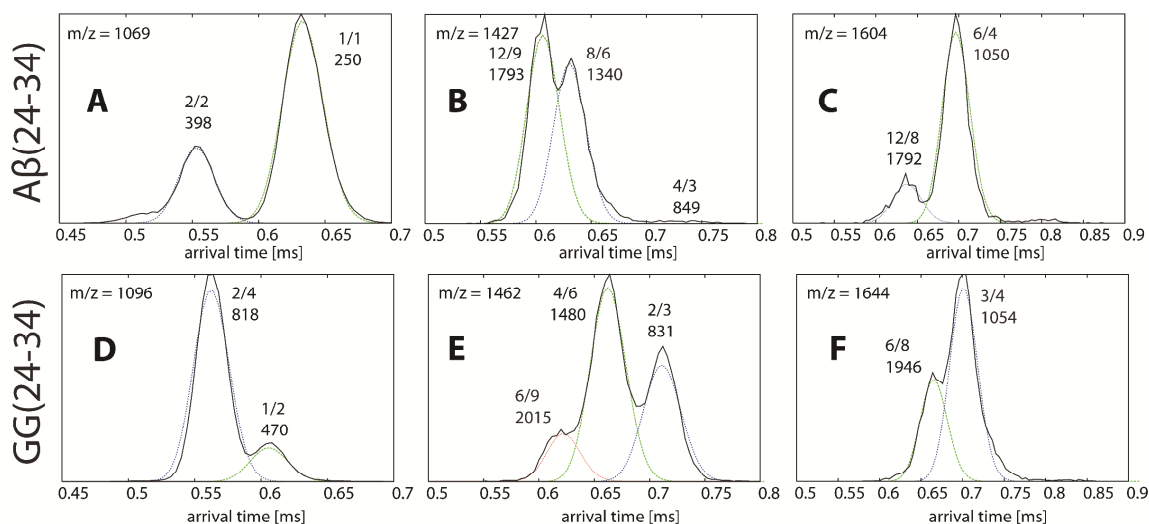 Aβ(24-34)
m/z = 1069
A
2/2
398
1/1
250
0.45 0.5 0.55 0.6 0.65 0.7
arrival time [ms]
m/z = 1427
12/9
1793
8/6
1340
B
4/3
849
0.5 0.55 0.6 0.65 0.7 0.75 0.8
arrival time [ms]
m/z = 1604
6/4
1050
C
12/8
1792
0.5 0.55 0.6 0.65 0.7 0.75 0.8 0.85 0.9
arrival time [ms]
GG(24-34)
m/z = 1096
2/4
818
D
1/2
470
0.45 0.5 0.55 0.6 0.65 0.7
arrival time [ms]
m/z = 1462
4/6
1480
2/3
831
E
6/9
2015
0.5 0.55 0.6 0.65 0.7 0.75 0.8
arrival time [ms]
m/z = 1644
3/4
1054
F
6/8
1946
0.5 0.55 0.6 0.65 0.7 0.75 0.8 0.85 0.9
arrival time [ms]